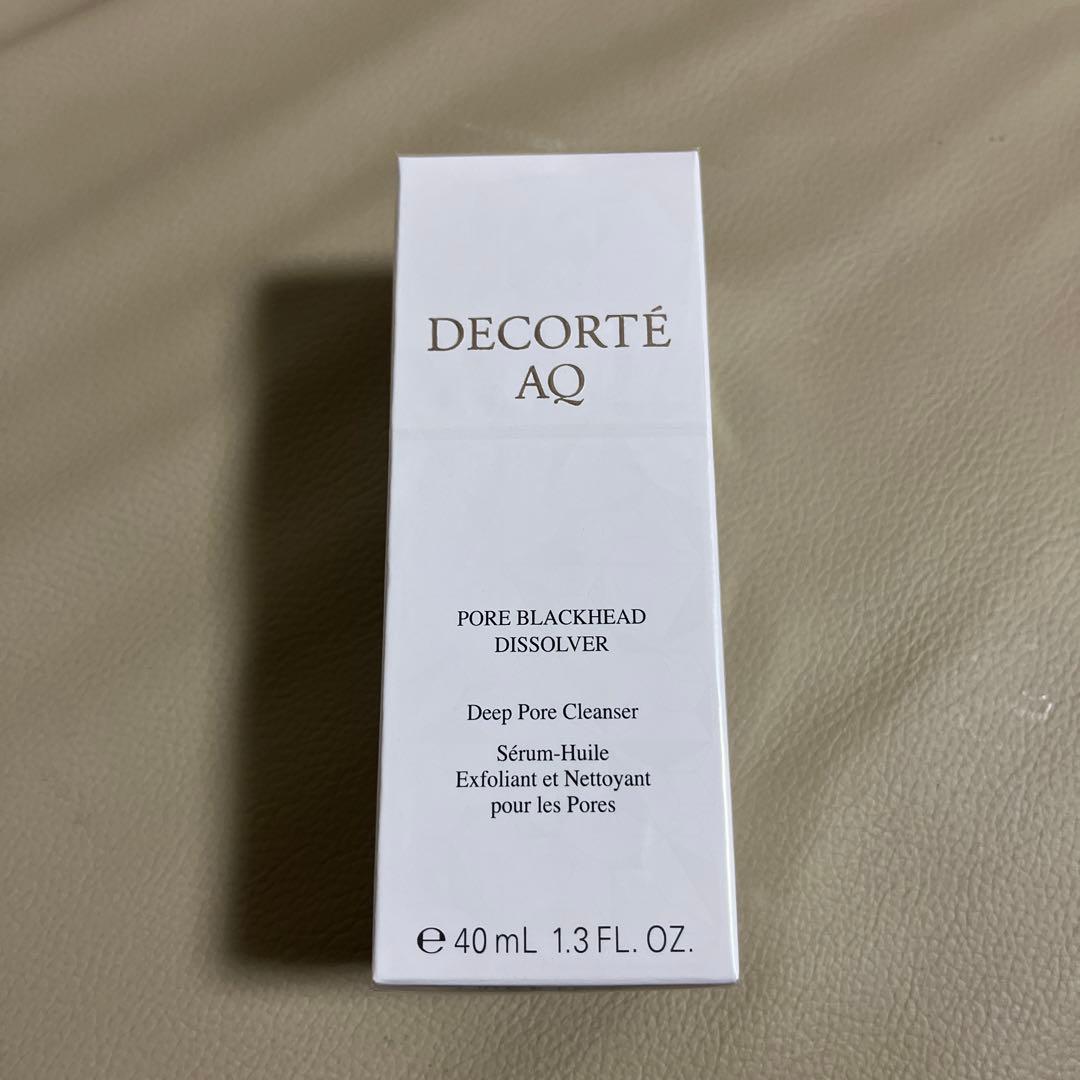 DECORTÉ
AQ
PORE BLACKHEAD
DISSOLVER
Deep Pore Cleanser
Sérum-Huile
Exfoliant et Nettoyant
pour les Pores
℮ 40 mL 1.3 FL. OZ.